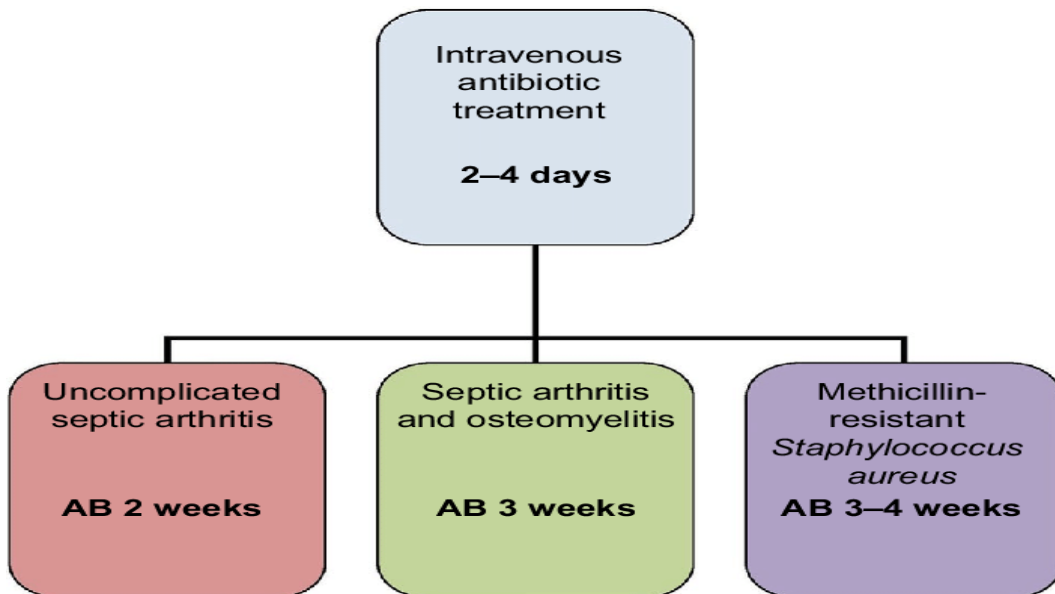 Intravenous
antibiotic
treatment
2–4 days
Uncomplicated
septic arthritis
AB 2 weeks
Septic arthritis
and osteomyelitis
AB 3 weeks
Methicillin-
resistant
Staphylococcus
aureus
AB 3–4 weeks